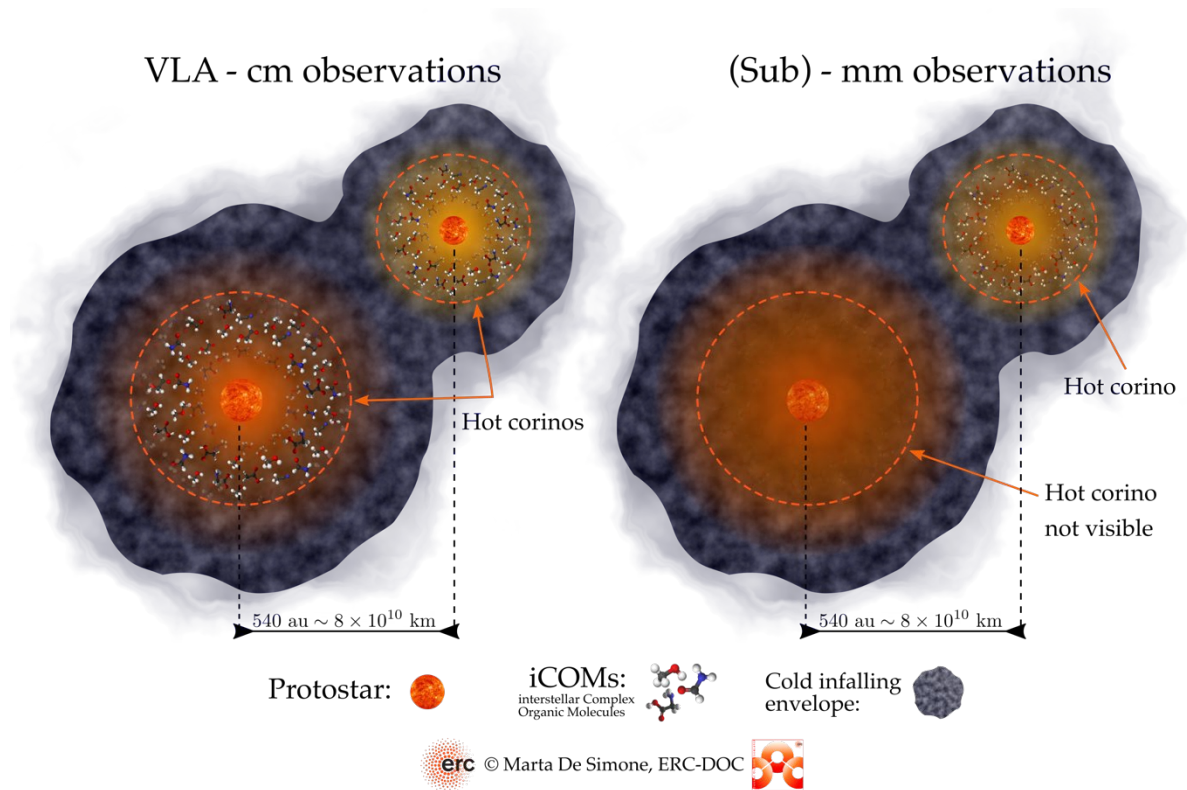 VLA - cm observations
(Sub) - mm observations
Hot corinos
Hot corino
Hot corino
not visible
540 au ∼ 8 × 10¹⁰ km
540 au ∼ 8 × 10¹⁰ km
Protostar:
iCOMs:
interstellar Complex
Organic Molecules
Cold infalling
envelope:
erc © Marta De Simone, ERC-DOC